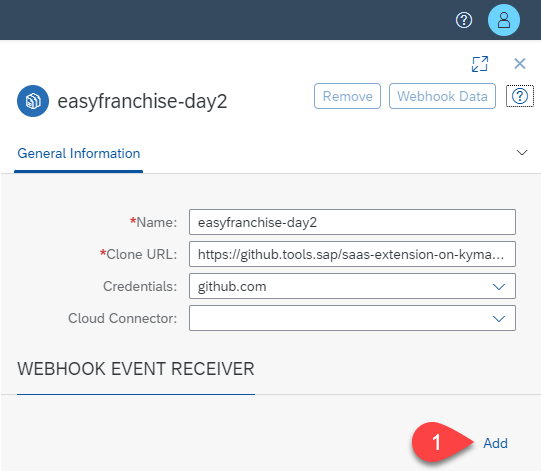 easyfranchise-day2
Remove
Webhook Data
General Information
*Name: easyfranchise-day2
*Clone URL: https://github.tools.sap/saas-extension-on-kyma...
Credentials: github.com
Cloud Connector:
WEBHOOK EVENT RECEIVER
1 Add